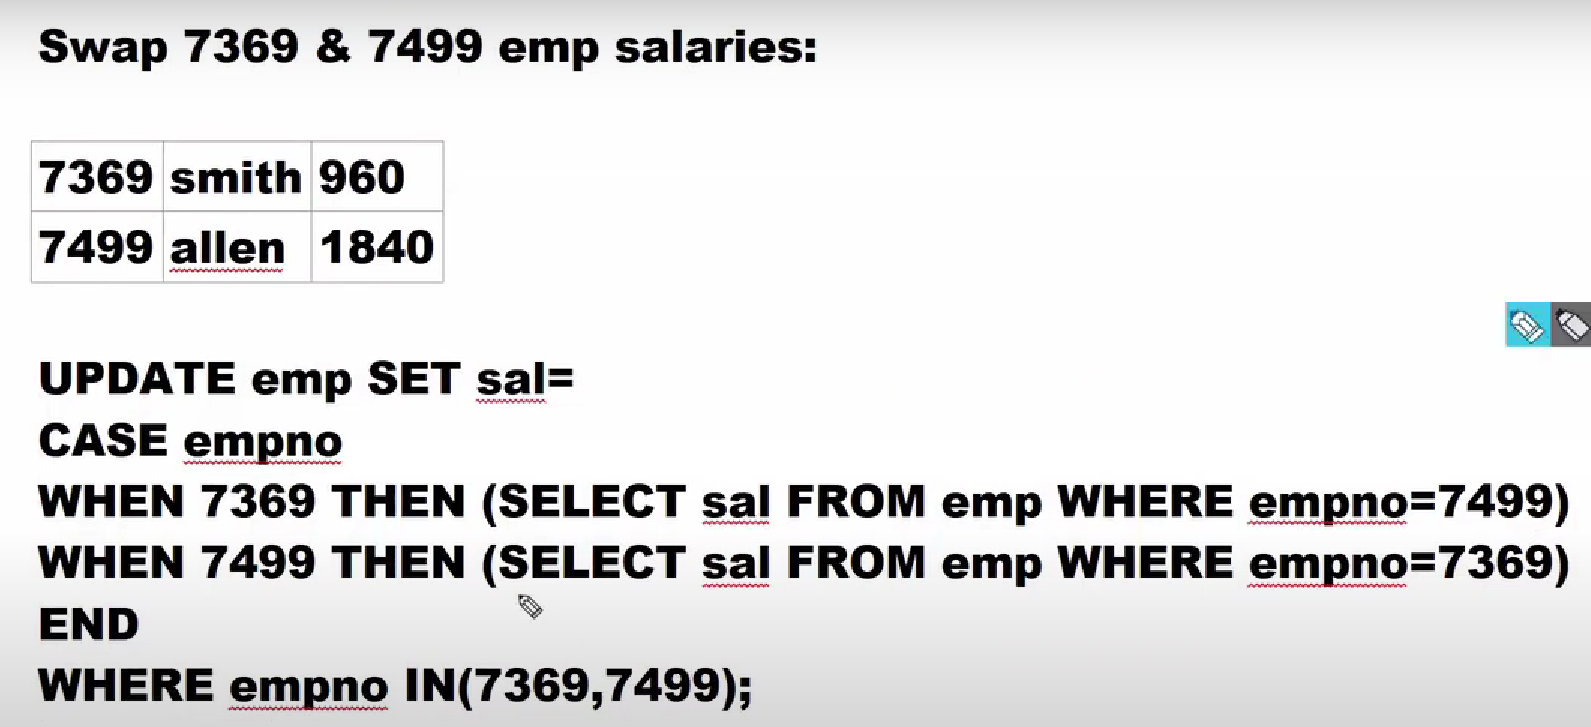 Swap 7369 & 7499 emp salaries:
7369 smith 960
7499 allen 1840
UPDATE emp SET sal=
CASE empno
WHEN 7369 THEN (SELECT sal FROM emp WHERE empno=7499)
WHEN 7499 THEN (SELECT sal FROM emp WHERE empno=7369)
END
WHERE empno IN(7369,7499);